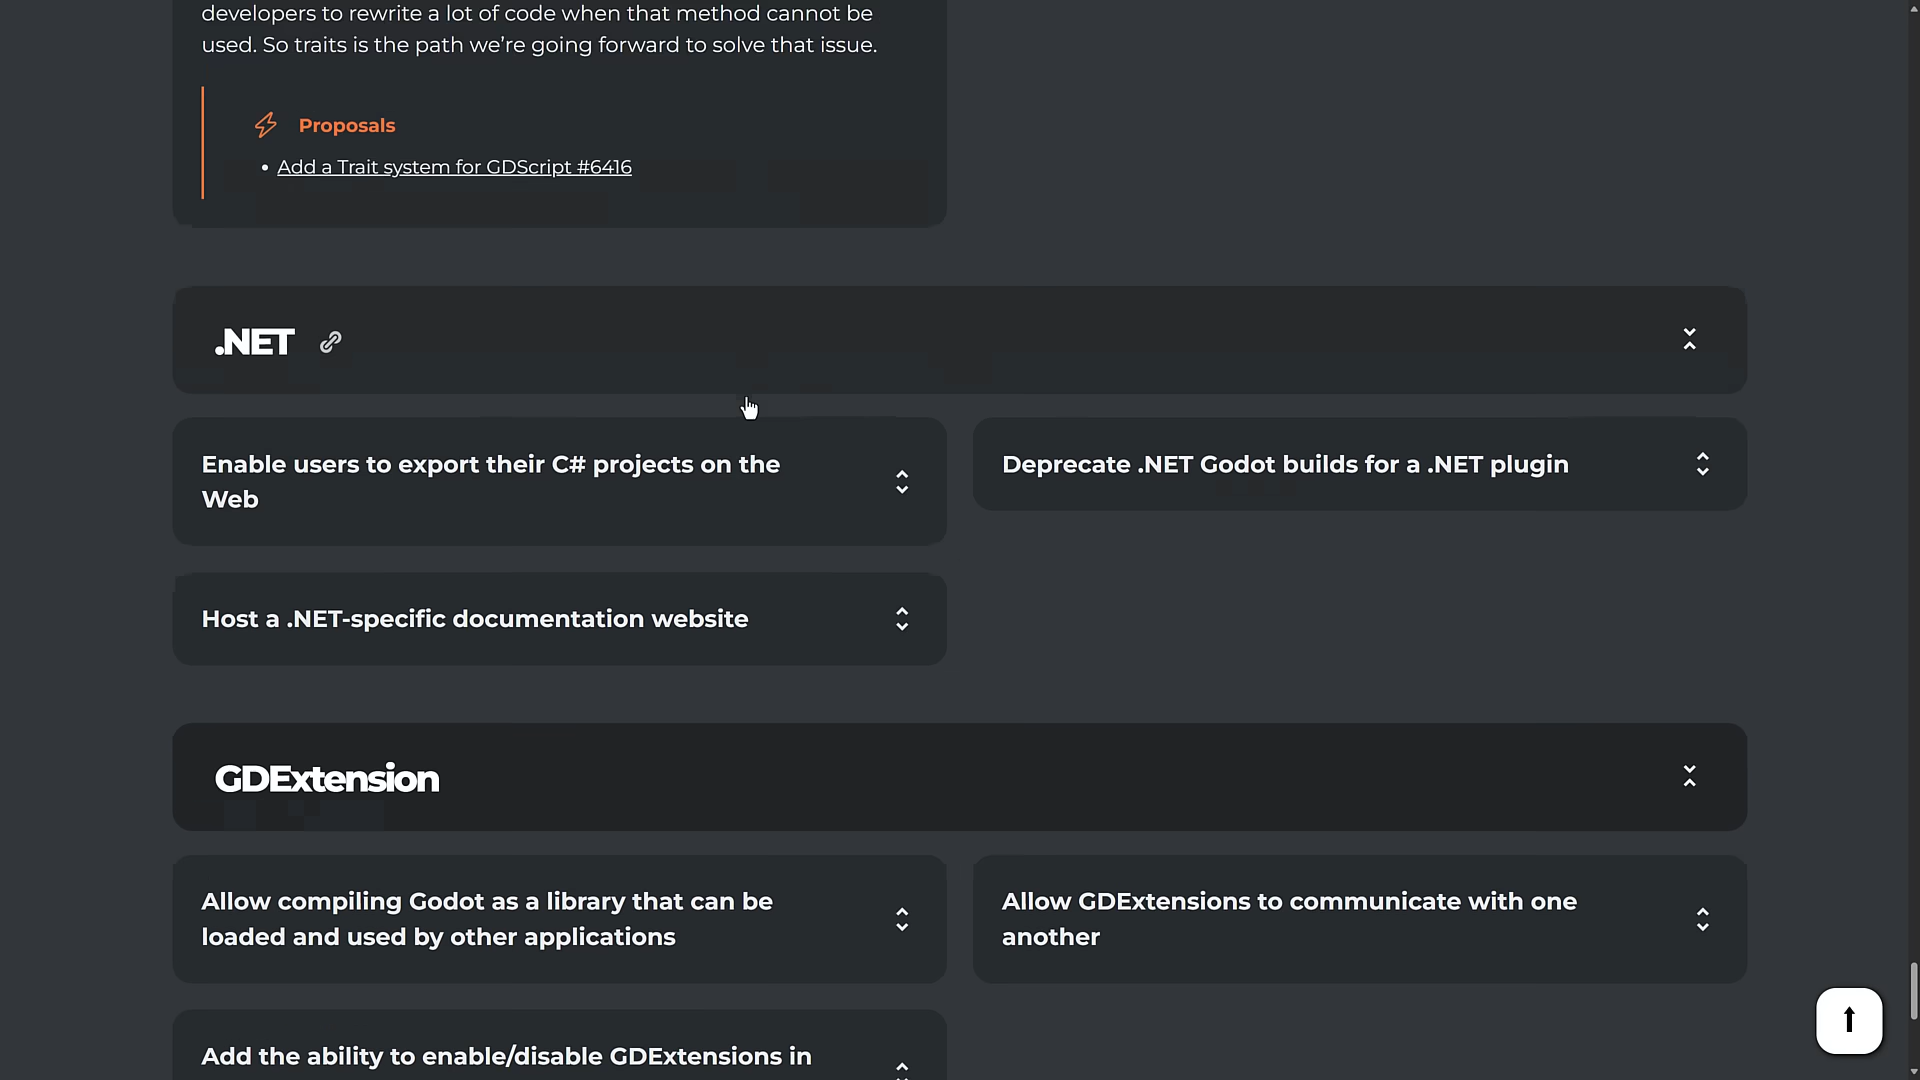 developers to rewrite a lot of code when that method cannot be
used. So traits is the path we’re going forward to solve that issue.
Proposals
• Add a Trait system for GDScript #6416
.NET
Enable users to export their C# projects on the
Web
Deprecate .NET Godot builds for a .NET plugin
Host a .NET-specific documentation website
GDExtension
Allow compiling Godot as a library that can be
loaded and used by other applications
Allow GDExtensions to communicate with one
another
Add the ability to enable/disable GDExtensions in